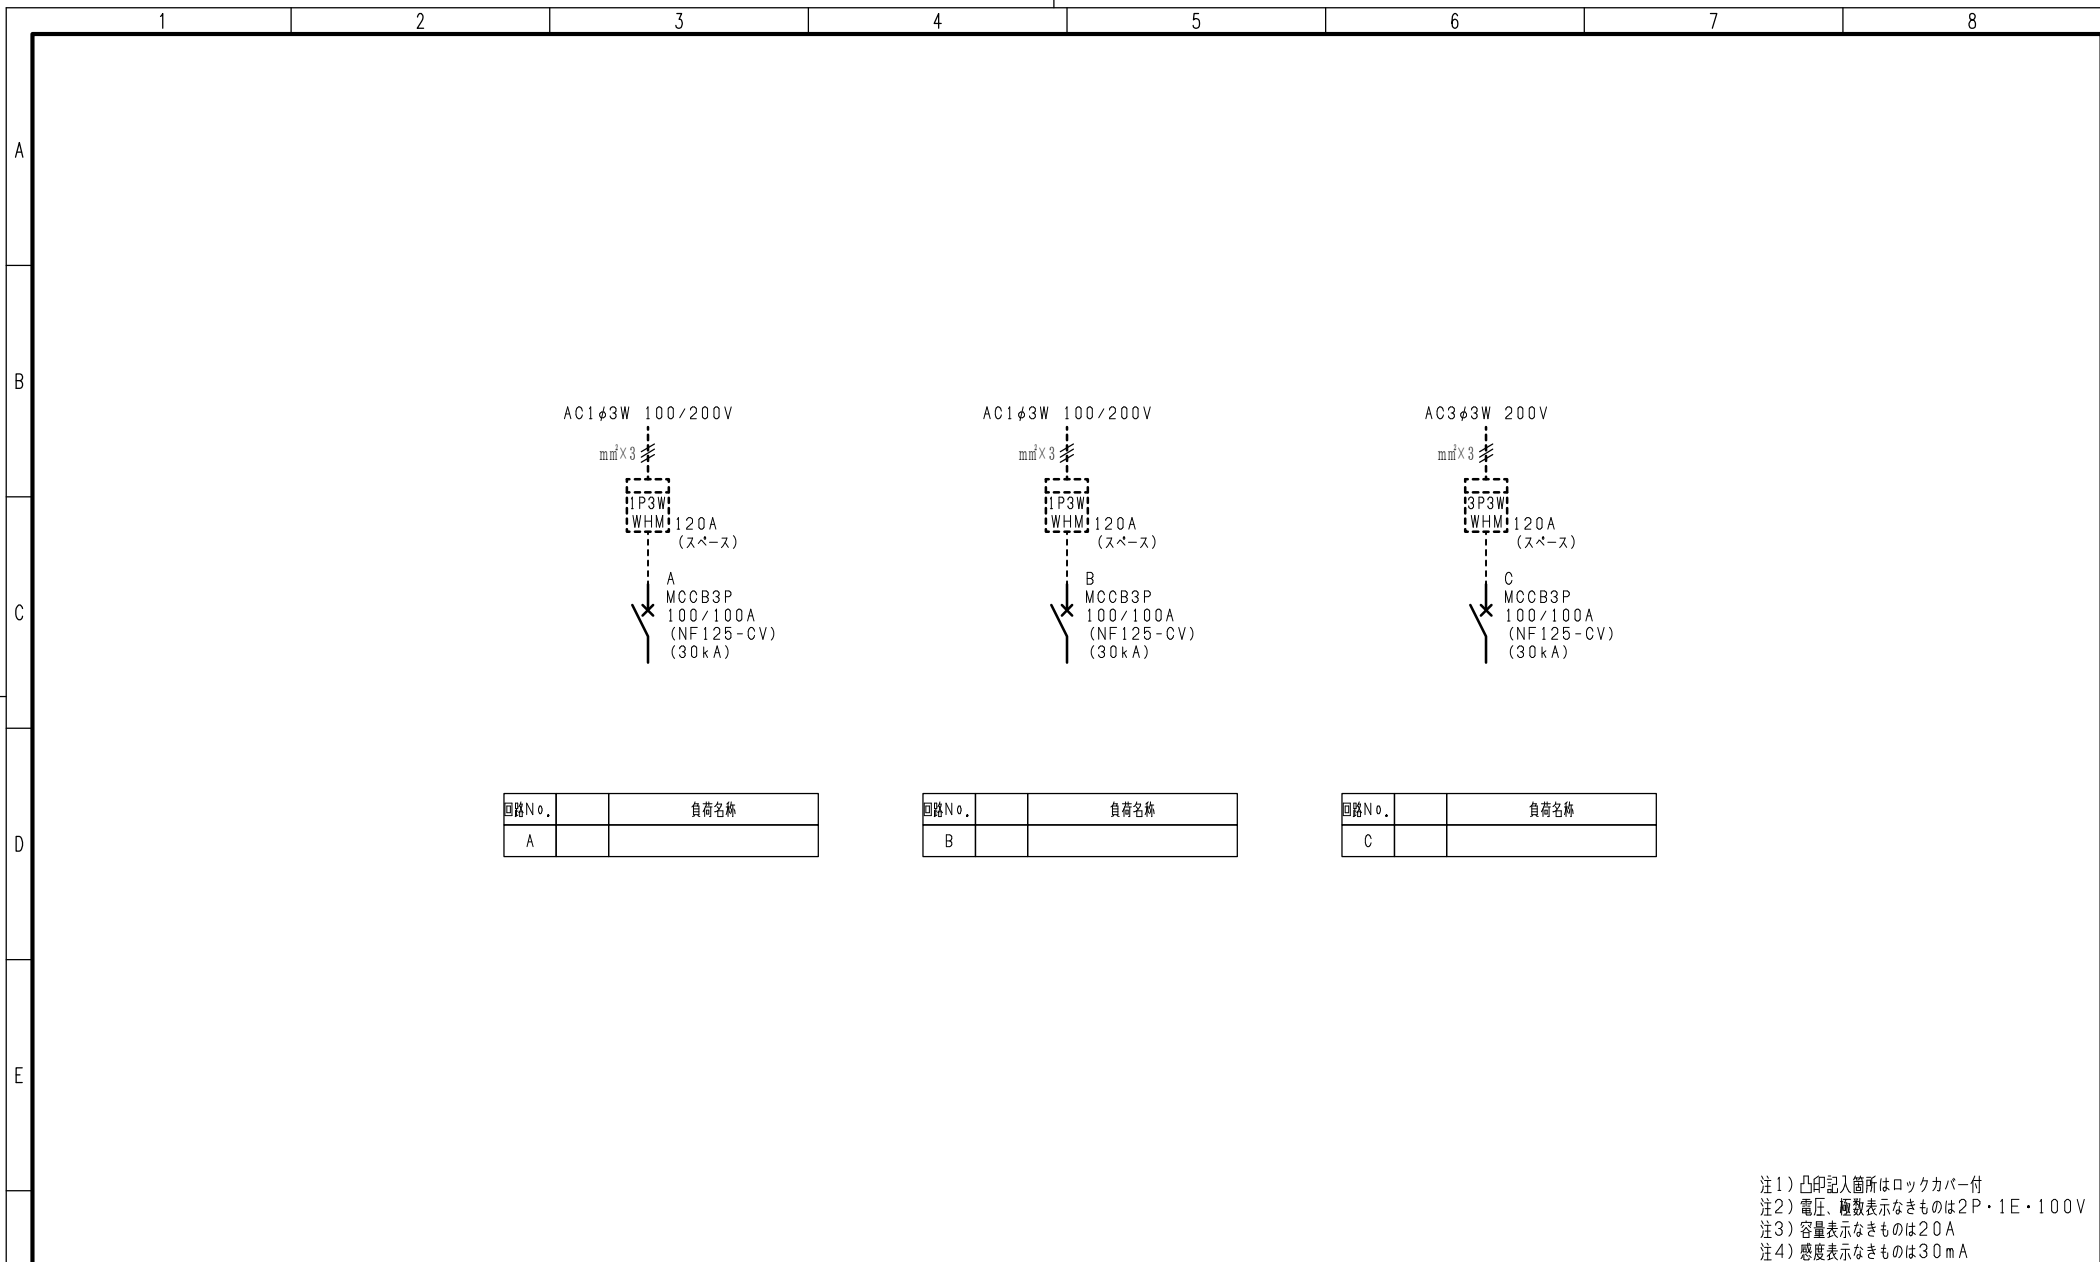 1 2 3 4 5 6 7 8
A
B
C
D
E
AC1φ3W 100/200V
mm²×3
1P3W
WHM
120A
(スペース)
A
MCCB3P
100/100A
(NF125-CV)
(30kA)
AC1φ3W 100/200V
mm²×3
1P3W
WHM
120A
(スペース)
B
MCCB3P
100/100A
(NF125-CV)
(30kA)
AC3φ3W 200V
mm²×3
3P3W
WHM
120A
(スペース)
C
MCCB3P
100/100A
(NF125-CV)
(30kA)
回路No. 負荷名称
A
回路No. 負荷名称
B
回路No. 負荷名称
C
注1)凸印記入箇所はロックカバー付
注2)電圧、極数表示なきものは2P・1E・100V
注3)容量表示なきものは20A
注4)感度表示なきものは30mA